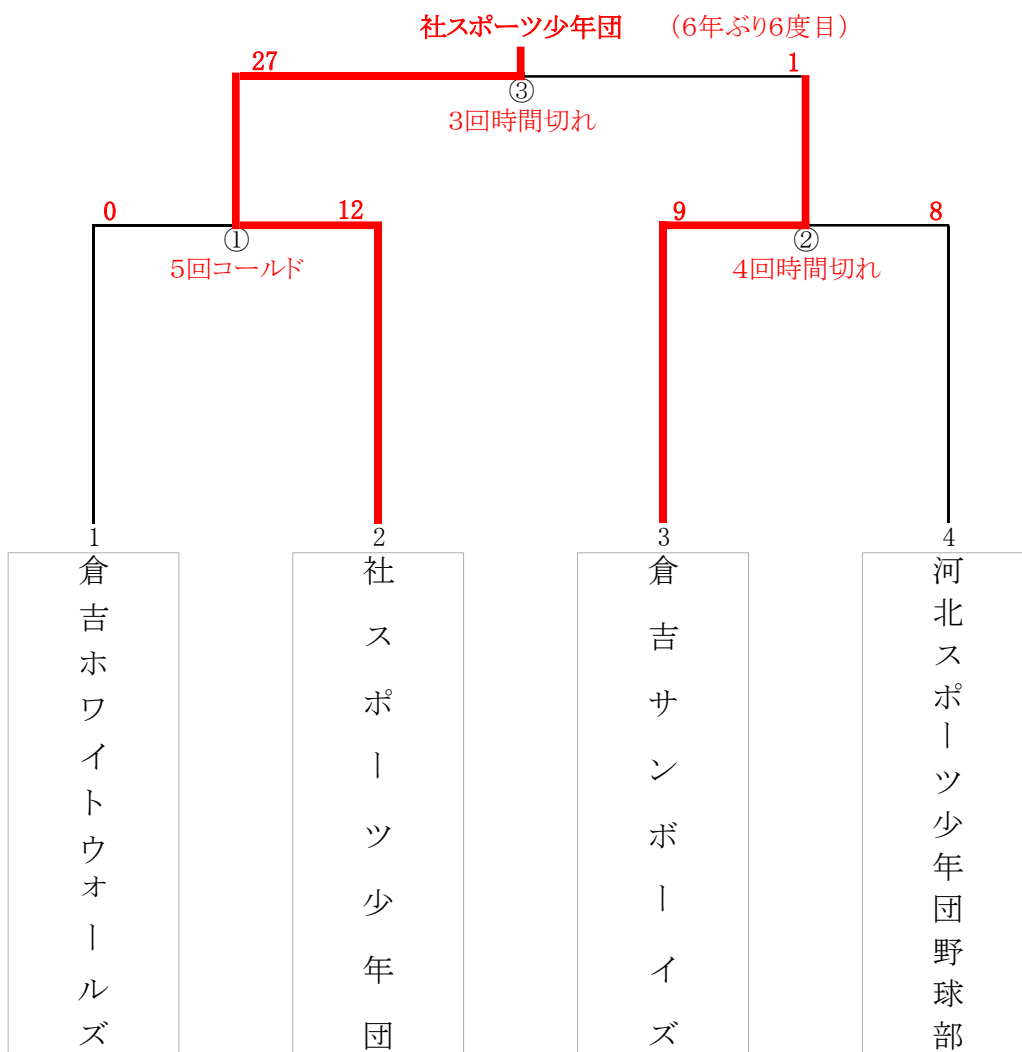 社スポーツ少年団 (6年ぶり6度目)
27 1
③
3回時間切れ
0 12 9 8
① ②
5回コールド 4回時間切れ
1 2 3 4
倉吉ホワイトウォールズ
社スポーツ少年団
倉吉サンボーイズ
河北スポーツ少年団野球部